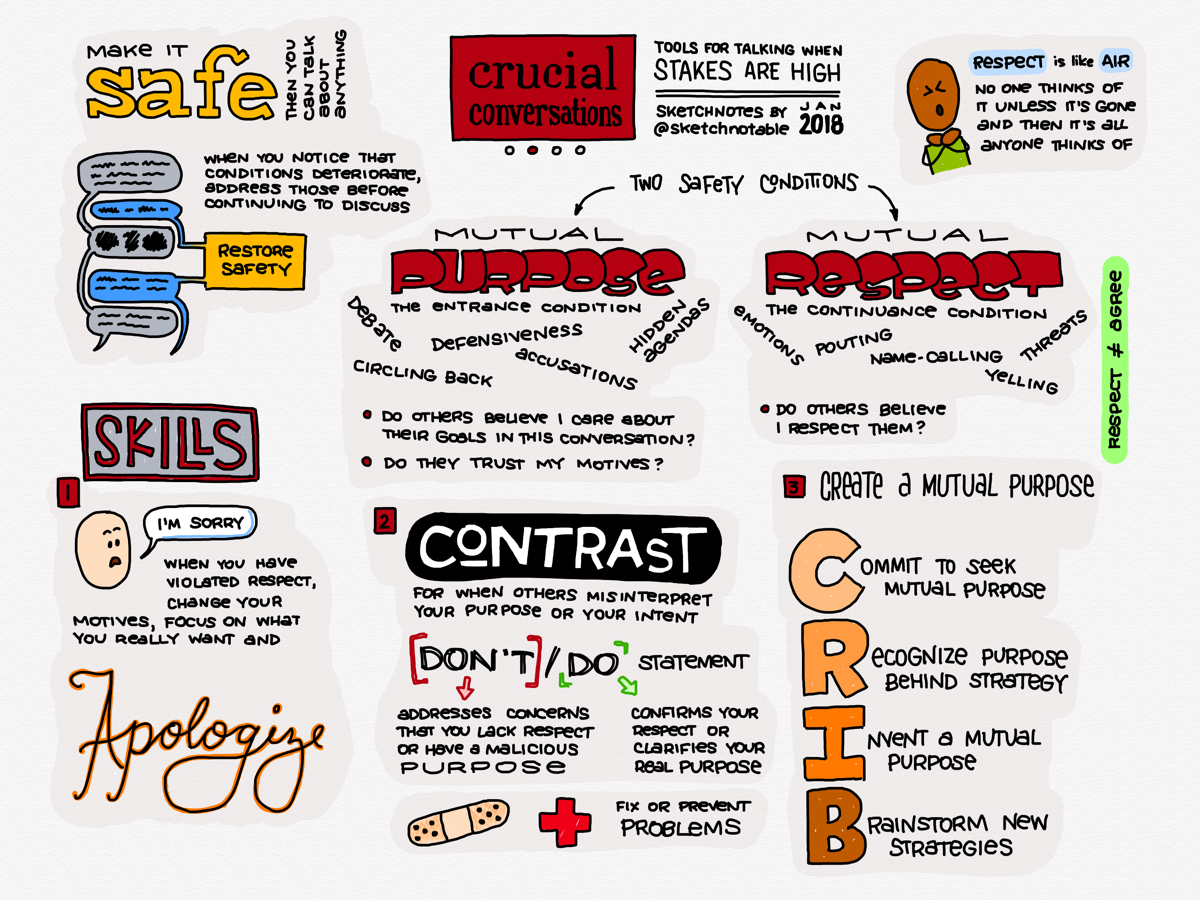 MAKE IT
safe
THEN YOU
CAN TALK
ABOUT
ANYTHING
WHEN YOU NOTICE THAT
CONDITIONS DETERIORATE,
ADDRESS THOSE BEFORE
CONTINUING TO DISCUSS
RESTORE
SAFETY
crucial
conversations
TOOLS FOR TALKING WHEN
STAKES ARE HIGH
SKETCHNOTES BY
@sketchnotable
JAN
2018
RESPECT is like AIR
NO ONE THINKS OF
IT UNLESS IT'S GONE
AND THEN IT'S ALL
ANYONE THINKS OF
TWO SAFETY CONDITIONS
MUTUAL
PURPOSE
THE ENTRANCE CONDITION
DEBATE
DEFENSIVENESS
HIDDEN
AGENDAS
CIRCLING BACK
ACCUSATIONS
DO OTHERS BELIEVE I CARE ABOUT
THEIR GOALS IN THIS CONVERSATION?
DO THEY TRUST MY MOTIVES?
MUTUAL
RESPECT
THE CONTINUANCE CONDITION
EMOTIONS
POUTING
NAME-CALLING
THREATS
YELLING
DO OTHERS BELIEVE
I RESPECT THEM?
RESPECT ≠ AGREE
SKILLS
1
I'M SORRY
WHEN YOU HAVE
VIOLATED RESPECT,
CHANGE YOUR
MOTIVES, FOCUS ON WHAT
YOU REALLY WANT AND
Apologize
2
CONTRAST
FOR WHEN OTHERS MISINTERPRET
YOUR PURPOSE OR YOUR INTENT
[DON'T]/DO STATEMENT
ADDRESSES CONCERNS
THAT YOU LACK RESPECT
OR HAVE A MALICIOUS
PURPOSE
CONFIRMS YOUR
RESPECT OR
CLARIFIES YOUR
REAL PURPOSE
FIX OR PREVENT
PROBLEMS
3 CREATE A MUTUAL PURPOSE
COMMIT TO SEEK
MUTUAL PURPOSE
RECOGNIZE PURPOSE
BEHIND STRATEGY
INVENT A MUTUAL
PURPOSE
BRAINSTORM NEW
STRATEGIES